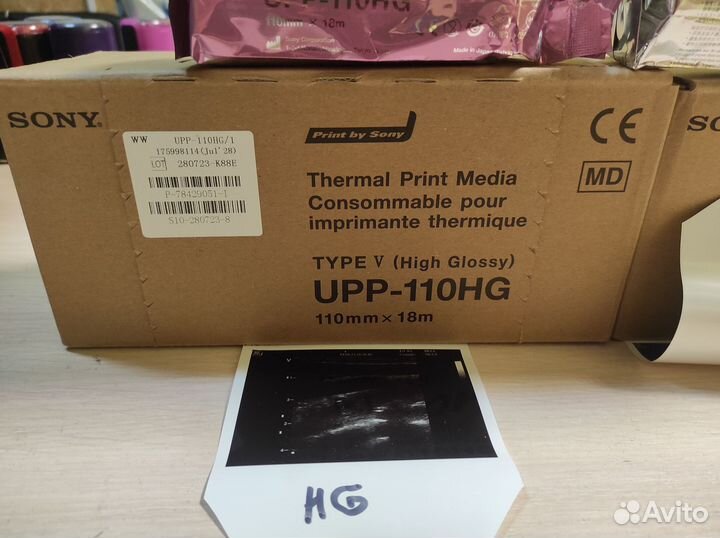 UPP-110HG
110mm × 18m
Sony Corporation
Made in Japan
SONY
WW UPP-110HG/1
175998114(Jul'28)
LOT 280723-K88E
P-78429051-I
S10-280723-8
Print by Sony
CE
MD
Thermal Print Media
Consommable pour
imprimante thermique
TYPE V (High Glossy)
UPP-110HG
110mm × 18m
SO
HG
Avito